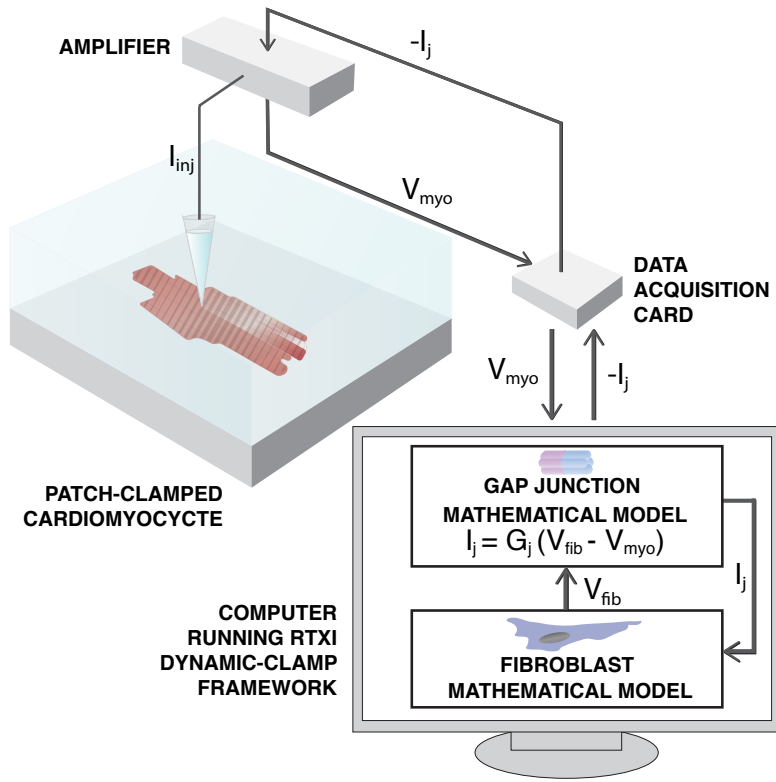 AMPLIFIER
-Ij
Iinj
Vmyo
DATA
ACQUISITION
CARD
Vmyo
-Ij
PATCH-CLAMPED
CARDIOMYOCYCTE
GAP JUNCTION
MATHEMATICAL MODEL
Ij = Gj (Vfib - Vmyo)
Ij
Vfib
COMPUTER
RUNNING RTXI
DYNAMIC-CLAMP
FRAMEWORK
FIBROBLAST
MATHEMATICAL MODEL